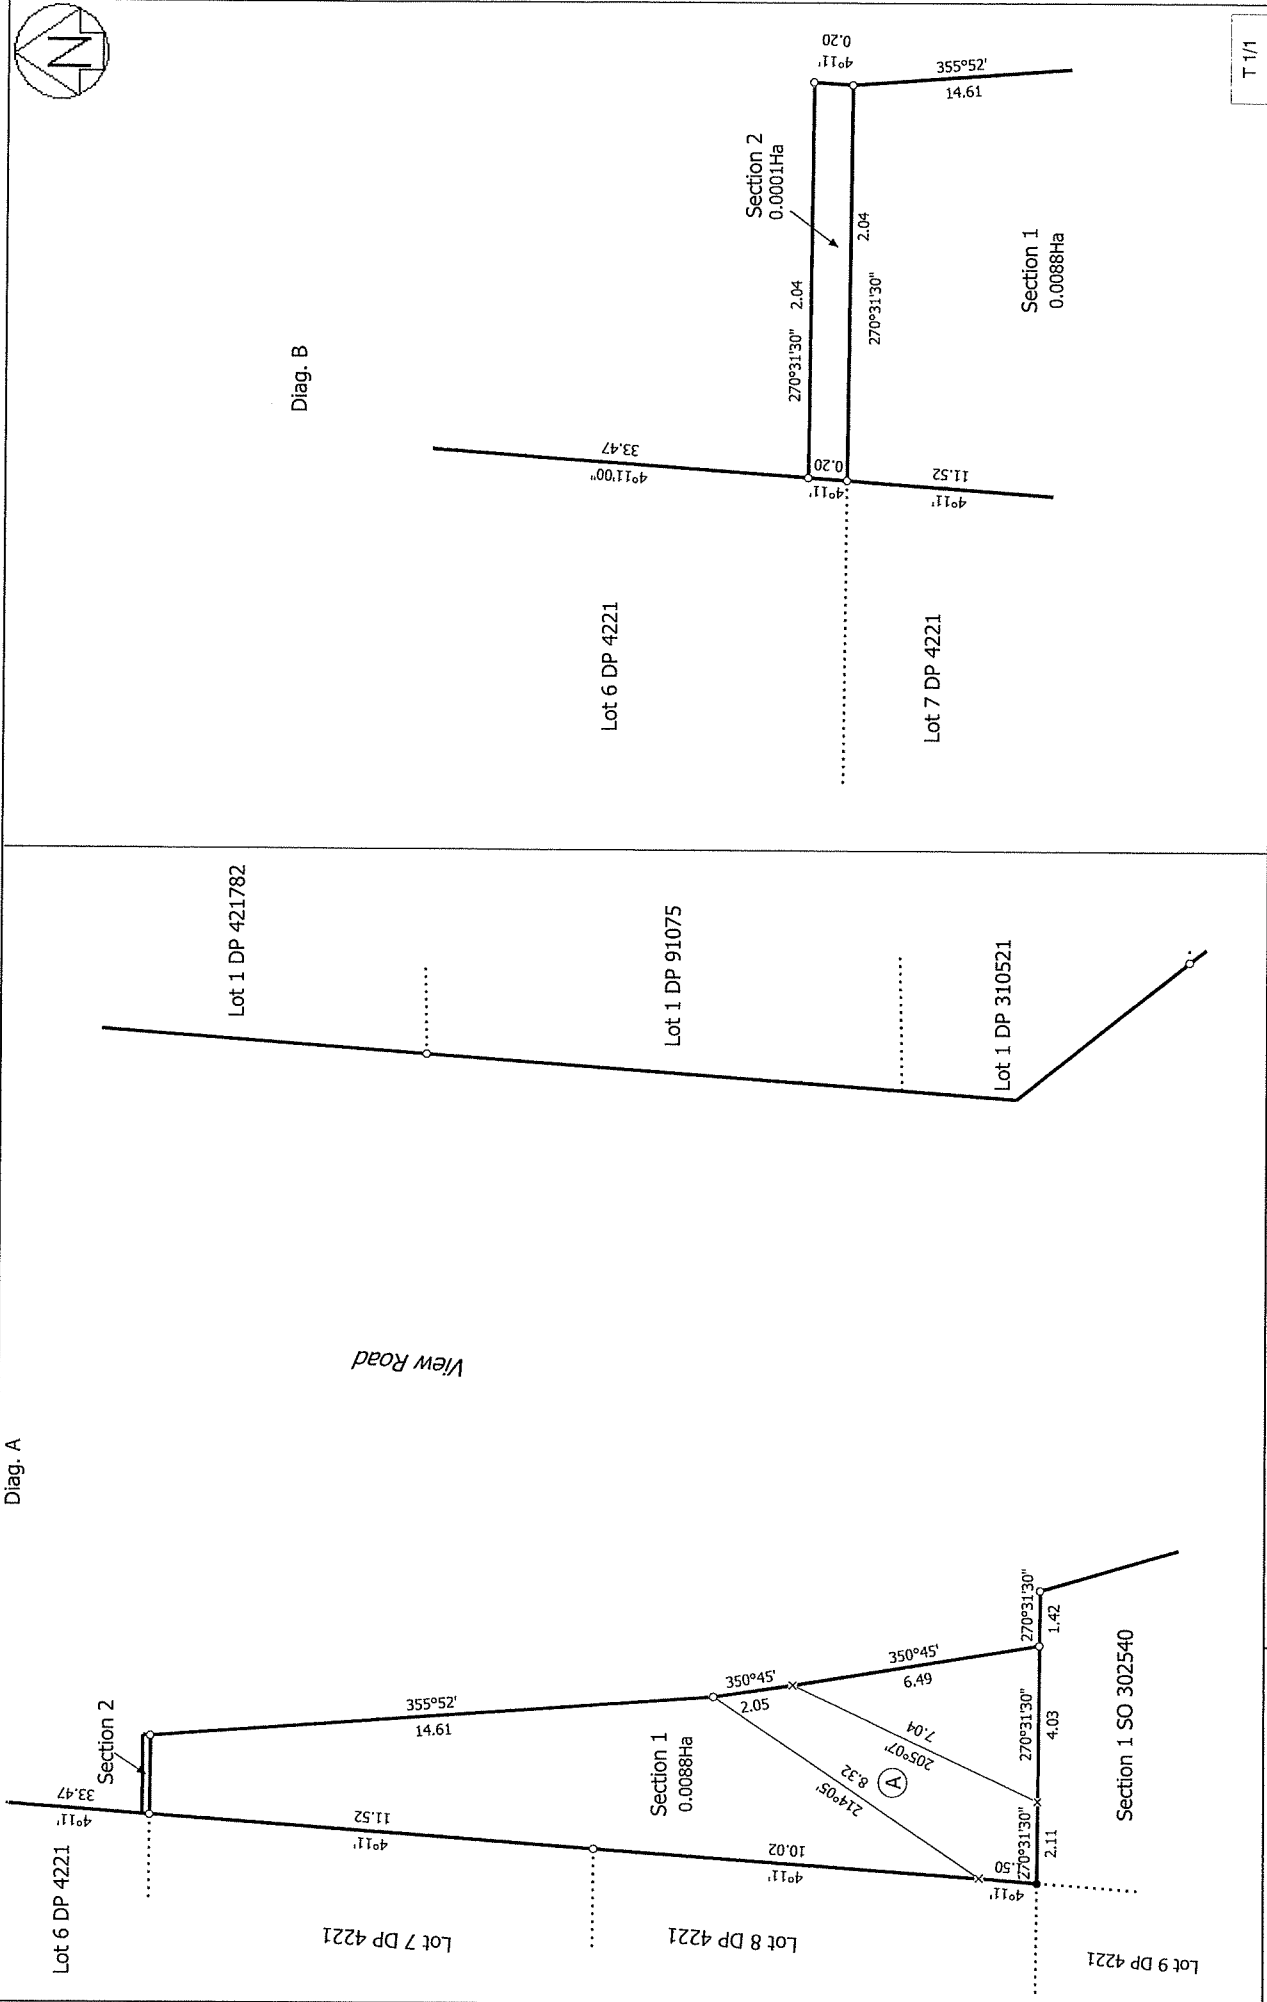 Diag. A
Lot 6 DP 4221
4°11'
33.47
Section 2
355°52'
14.61
4°11'
11.52
Lot 7 DP 4221
Section 1
0.0088Ha
350°45'
2.05
350°45'
6.49
214°05'
8.32
A
205°07'
7.04
4°11'
10.02
Lot 8 DP 4221
4°11'
1.50
270°31'30"
2.11
270°31'30"
4.03
270°31'30"
1.42
Section 1 SO 302540
Lot 9 DP 4221
View Road
Lot 1 DP 421782
Lot 1 DP 91075
Lot 1 DP 310521
N
Diag. B
4°11'00"
33.47
Lot 6 DP 4221
Lot 7 DP 4221
270°31'30" 2.04
4°11'
0.20
Section 2
0.0001Ha
4°11'
0.20
2.04
270°31'30"
355°52'
14.61
4°11'
11.52
Section 1
0.0088Ha
T 1/1